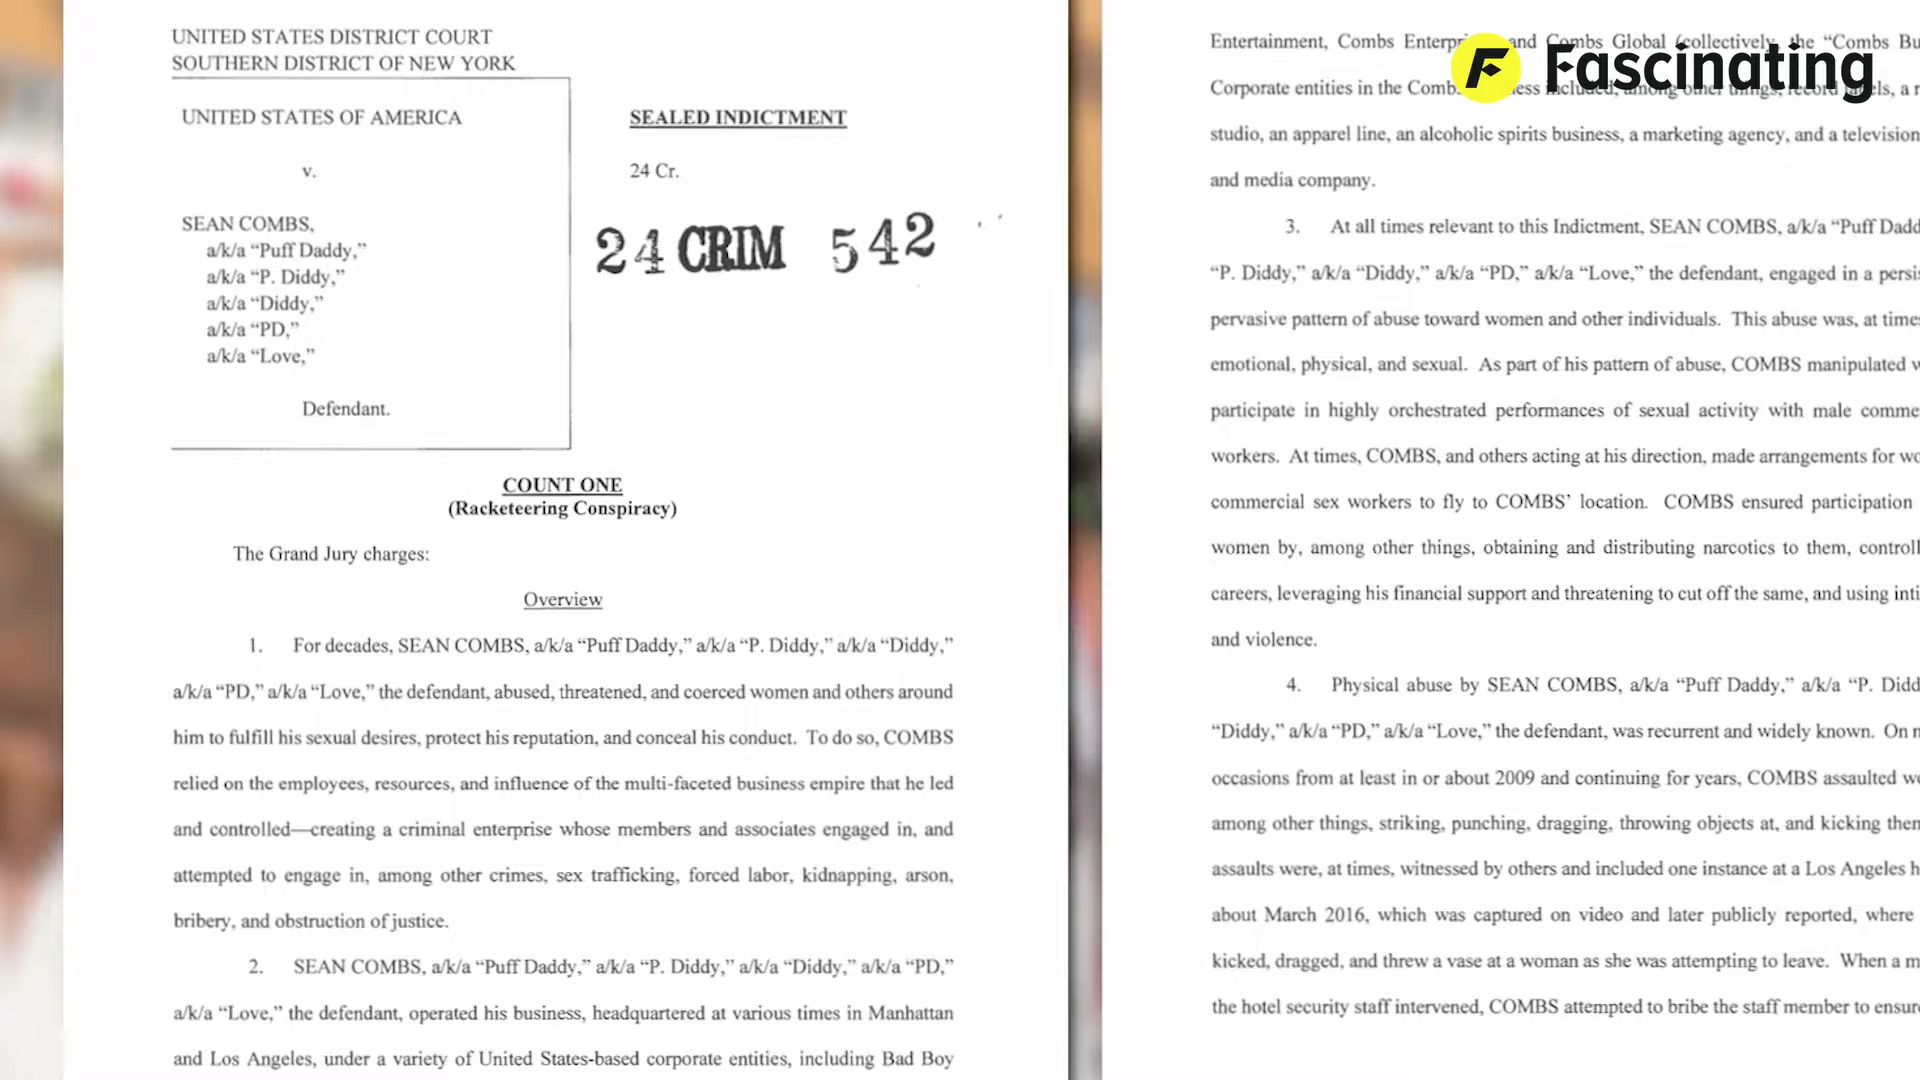 UNITED STATES DISTRICT COURT
SOUTHERN DISTRICT OF NEW YORK
UNITED STATES OF AMERICA
v.
SEAN COMBS,
a/k/a “Puff Daddy,”
a/k/a “P. Diddy,”
a/k/a “Diddy,”
a/k/a “PD,”
a/k/a “Love,”
Defendant.
SEALED INDICTMENT
24 Cr.
24 CRIM 542
COUNT ONE
(Racketeering Conspiracy)
The Grand Jury charges:
Overview
1. For decades, SEAN COMBS, a/k/a “Puff Daddy,” a/k/a “P. Diddy,” a/k/a “Diddy,”
a/k/a “PD,” a/k/a “Love,” the defendant, abused, threatened, and coerced women and others around
him to fulfill his sexual desires, protect his reputation, and conceal his conduct. To do so, COMBS
relied on the employees, resources, and influence of the multi-faceted business empire that he led
and controlled—creating a criminal enterprise whose members and associates engaged in, and
attempted to engage in, among other crimes, sex trafficking, forced labor, kidnapping, arson,
bribery, and obstruction of justice.
2. SEAN COMBS, a/k/a “Puff Daddy,” a/k/a “P. Diddy,” a/k/a “Diddy,” a/k/a “PD,”
a/k/a “Love,” the defendant, operated his business, headquartered at various times in Manhattan
and Los Angeles, under a variety of United States-based corporate entities, including Bad Boy
Entertainment, Combs and Combs Global (collectively, the “Combs
Corporate entities in the included, among other things, record a
studio, an apparel line, an alcoholic spirits business, a marketing agency, and a television
and media company.
3. At all times relevant to this Indictment, SEAN COMBS, a/k/a “Puff
“P. Diddy,” a/k/a “Diddy,” a/k/a “PD,” a/k/a “Love,” the defendant, engaged in a
pervasive pattern of abuse toward women and other individuals. This abuse was, at
emotional, physical, and sexual. As part of his pattern of abuse, COMBS manipulated
participate in highly orchestrated performances of sexual activity with male
workers. At times, COMBS, and others acting at his direction, made arrangements for
commercial sex workers to fly to COMBS’ location. COMBS ensured participation
women by, among other things, obtaining and distributing narcotics to them,
careers, leveraging his financial support and threatening to cut off the same, and using
and violence.
4. Physical abuse by SEAN COMBS, a/k/a “Puff Daddy,” a/k/a “P.
“Diddy,” a/k/a “PD,” a/k/a “Love,” the defendant, was recurrent and widely known. On
occasions from at least in or about 2009 and continuing for years, COMBS assaulted
among other things, striking, punching, dragging, throwing objects at, and kicking
assaults were, at times, witnessed by others and included one instance at a Los Angeles
about March 2016, which was captured on video and later publicly reported, where
kicked, dragged, and threw a vase at a woman as she was attempting to leave. When a
the hotel security staff intervened, COMBS attempted to bribe the staff member to
F Fascinating